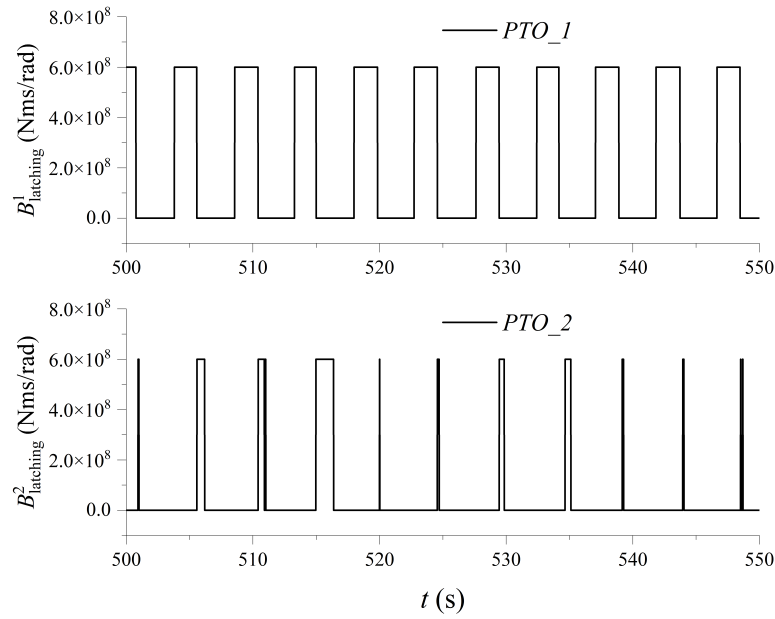 8.0×10⁸
PTO_1
6.0×10⁸
4.0×10⁸
2.0×10⁸
0.0
B¹latching (Nms/rad)
500 510 520 530 540 550
8.0×10⁸
PTO_2
6.0×10⁸
4.0×10⁸
2.0×10⁸
0.0
B²latching (Nms/rad)
500 510 520 530 540 550
t (s)